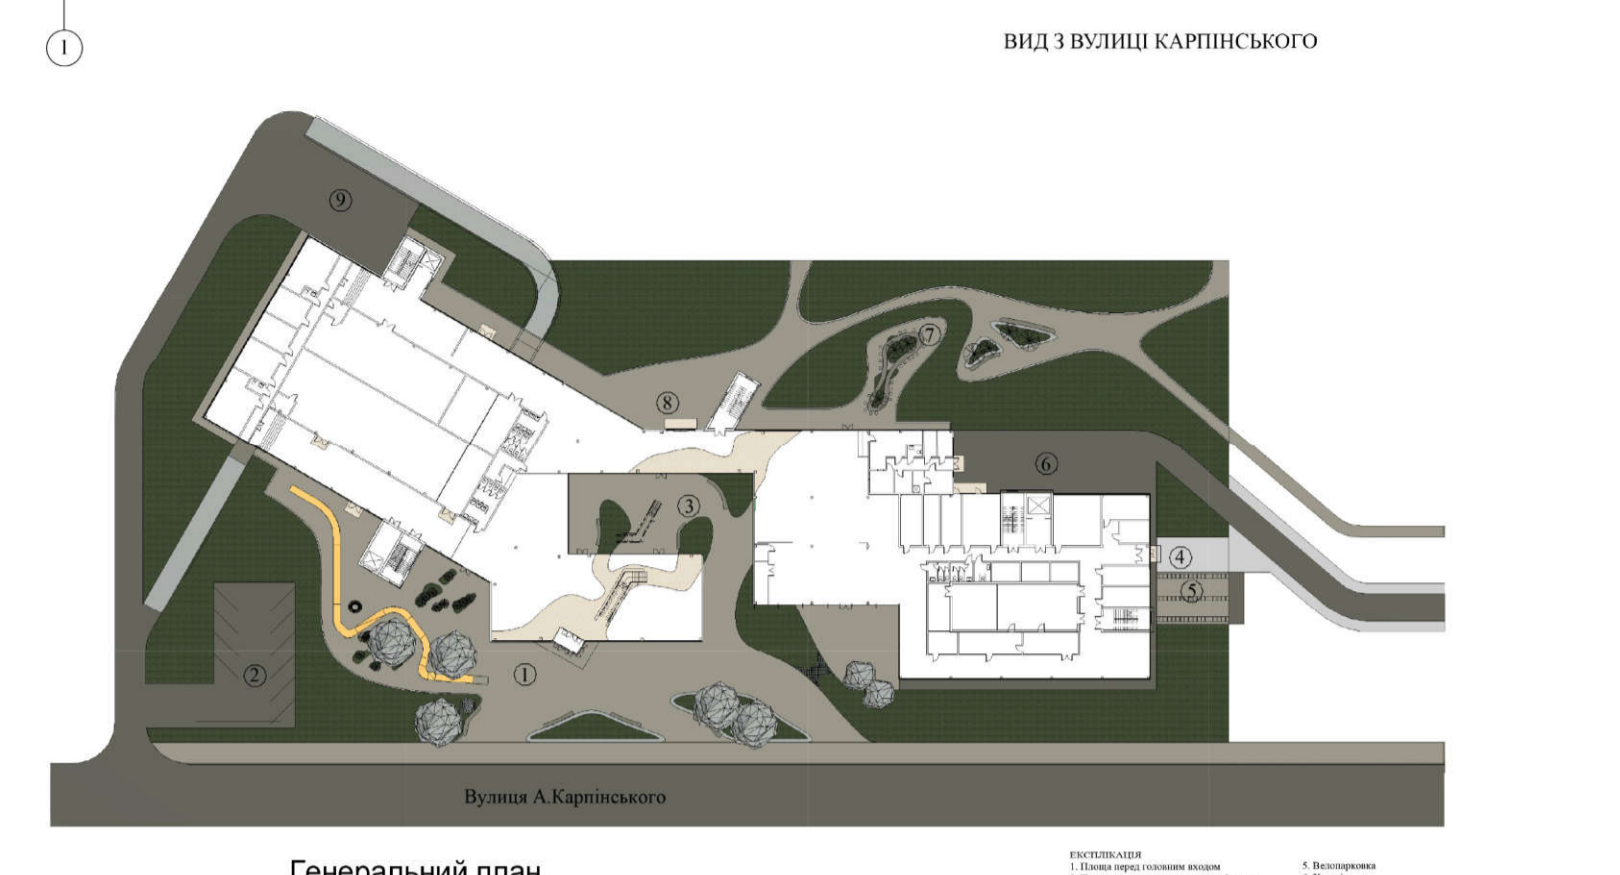 1
ВИД З ВУЛИЦІ КАРПІНСЬКОГО
9
7
8
6
3
4
5
2
1
Вулиця А.Карпінського
Генеральний план
ЕКСПЛІКАЦІЯ
1. Площа перед головним входом
5. Велопарковка